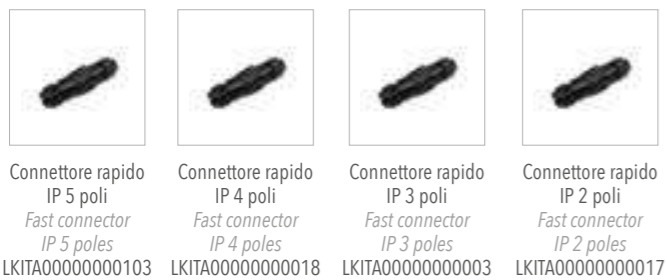 Connettore rapido
IP 5 poli
Fast connector
IP 5 poles
LKITA00000000103
Connettore rapido
IP 4 poli
Fast connector
IP 4 poles
LKITA00000000018
Connettore rapido
IP 3 poli
Fast connector
IP 3 poles
LKITA00000000003
Connettore rapido
IP 2 poli
Fast connector
IP 2 poles
LKITA00000000017